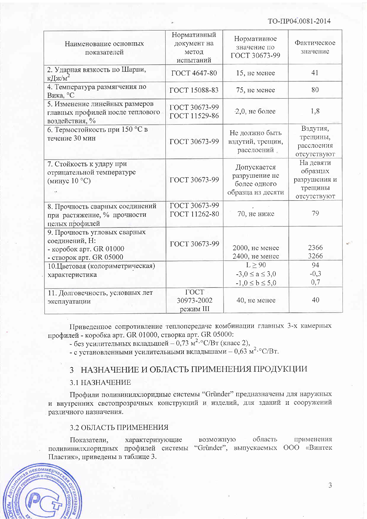 ТО-ПР04.0081-2014
Наименование основных показателей
Нормативный документ на метод испытаний
Нормативное значение по ГОСТ 30673-99
Фактическое значение
2. Ударная вязкость по Шарпи, кДж/м²
ГОСТ 4647-80
15, не менее
41
4. Температура размягчения по Вика, °С
ГОСТ 15088-83
75, не менее
80
5. Изменение линейных размеров главных профилей после теплового воздействия, %
ГОСТ 30673-99
ГОСТ 11529-86
2,0, не более
1,8
6. Термостойкость при 150 °С в течение 30 мин
ГОСТ 30673-99
Не должно быть вздутий, трещин, расслоений
Вздутия, трещины, расслоения отсутствуют
7. Стойкость к удару при отрицательной температуре (минус 10 °С)
ГОСТ 30673-99
Допускается разрушение не более одного образца из десяти
На десяти образцах разрушения и трещины отсутствуют
8. Прочность сварных соединений при растяжение, % прочности целых профилей
ГОСТ 30673-99
ГОСТ 11262-80
70, не ниже
79
9. Прочность угловых сварных соединений, Н:
- коробок арт. GR 01000
- створок арт. GR 05000
ГОСТ 30673-99
2000, не менее
2400, не менее
2366
3266
10.Цветовая (колориметрическая) характеристика
L ≥ 90
-3,0 ≤ a ≤ 3,0
-1,0 ≤ b ≤ 5,0
94
-0,3
0,7
11. Долговечность, условных лет эксплуатации
ГОСТ 30973-2002 режим III
40, не менее
40
Приведенное сопротивление теплопередаче комбинации главных 3-х камерных
профилей - коробка арт. GR 01000, створка арт. GR 05000:
- без усилительных вкладышей – 0,73 м²·°С/Вт (класс 2),
- с установленными усилительными вкладышами – 0,63 м²·°С/Вт.
3 НАЗНАЧЕНИЕ И ОБЛАСТЬ ПРИМЕНЕНИЯ ПРОДУКЦИИ
3.1 НАЗНАЧЕНИЕ
Профили поливинилхлоридные системы “Gründer” предназначены для наружных
и внутренних светопрозрачных конструкций и изделий, для зданий и сооружений
различного назначения.
3.2 ОБЛАСТЬ ПРИМЕНЕНИЯ
Показатели, характеризующие возможную область применения
поливинилхлоридных профилей системы “Gründer”, выпускаемых ООО «Винтек
Пластик», приведены в таблице 3.
3